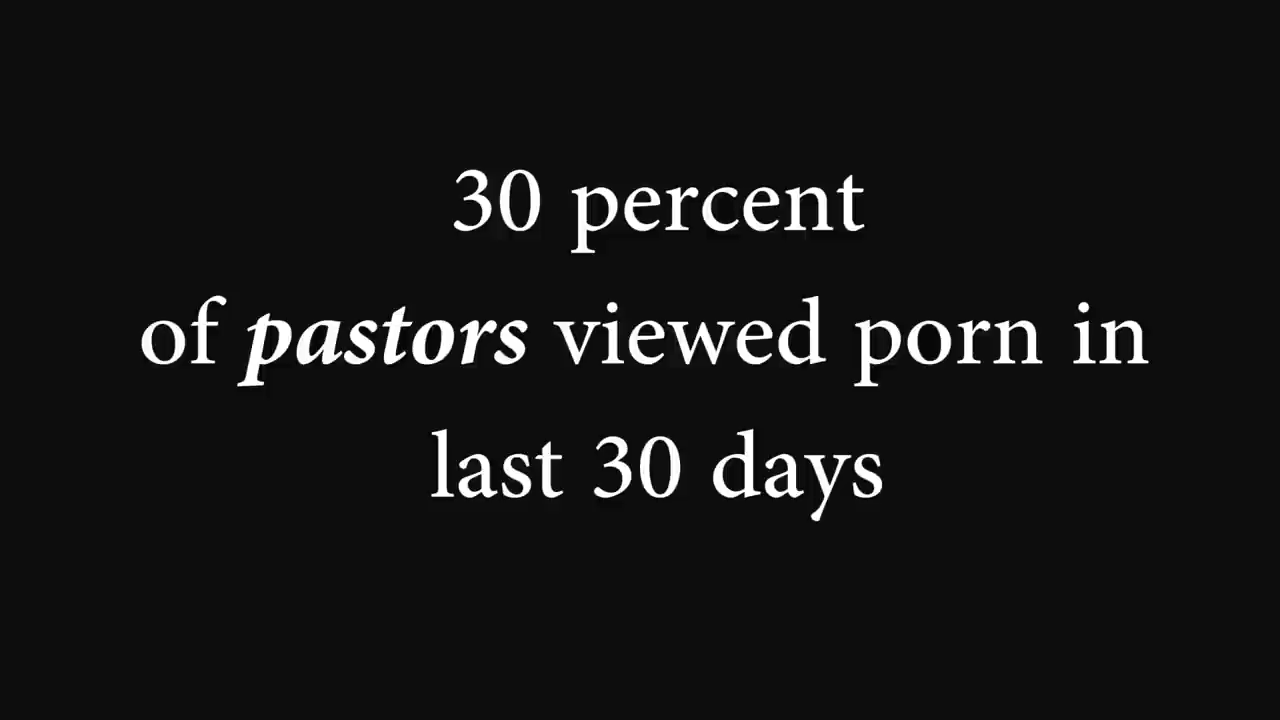 30 percent
of pastors viewed porn in
last 30 days